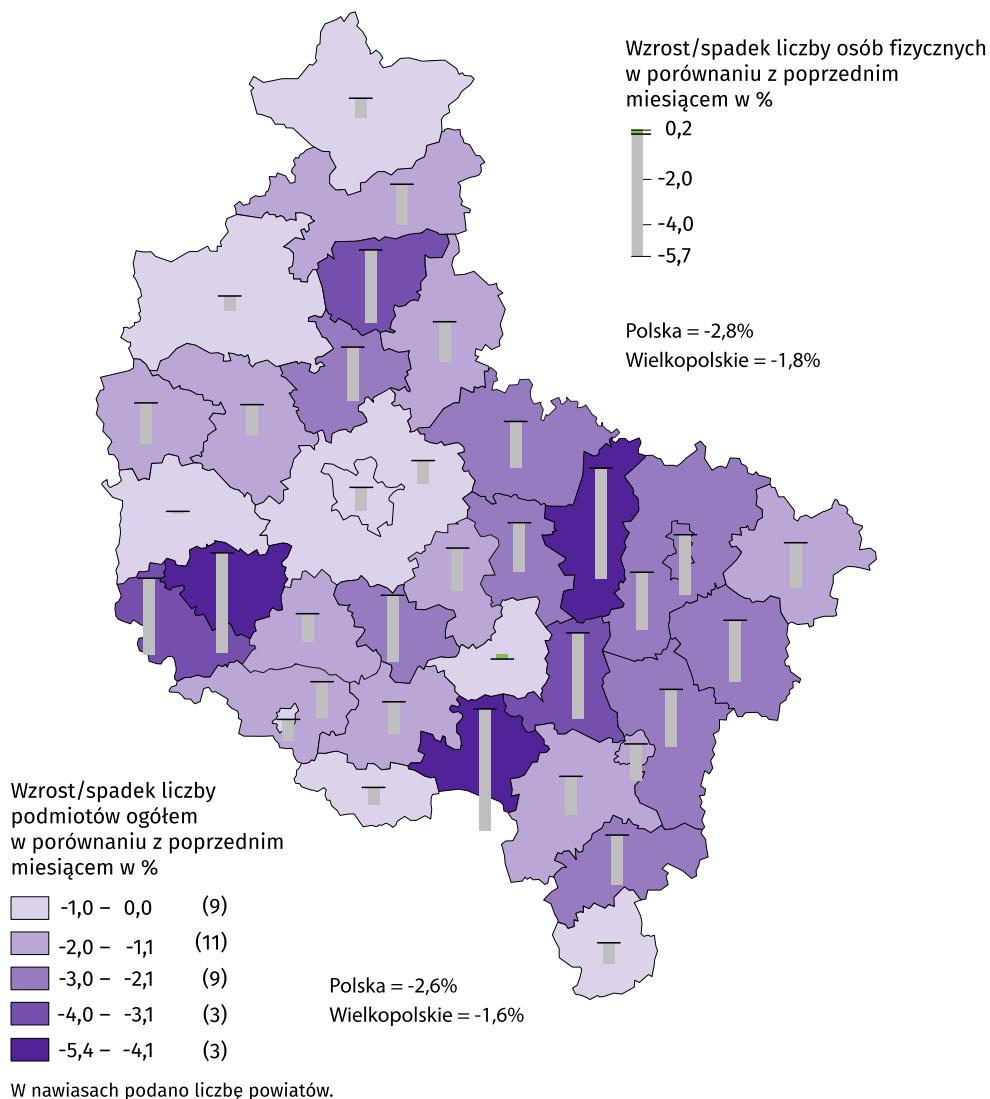 Wzrost/spadek liczby osób fizycznych
w porównaniu z poprzednim
miesiącem w %
0,2
-2,0
-4,0
-5,7
Polska = -2,8%
Wielkopolskie = -1,8%
Wzrost/spadek liczby
podmiotów ogółem
w porównaniu z poprzednim
miesiącem w %
-1,0 – 0,0 (9)
-2,0 – -1,1 (11)
-3,0 – -2,1 (9)
-4,0 – -3,1 (3)
-5,4 – -4,1 (3)
Polska = -2,6%
Wielkopolskie = -1,6%
W nawiasach podano liczbę powiatów.